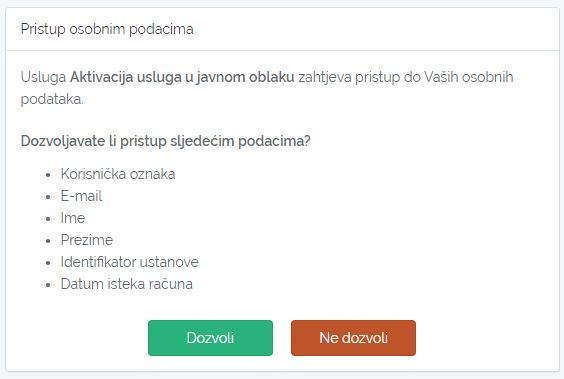 Pristup osobnim podacima
Usluga Aktivacija usluga u javnom oblaku zahtjeva pristup do Vaših osobnih
podataka.
Dozvoljavate li pristup sljedećim podacima?
• Korisnička oznaka
• E-mail
• Ime
• Prezime
• Identifikator ustanove
• Datum isteka računa
Dozvoli
Ne dozvoli